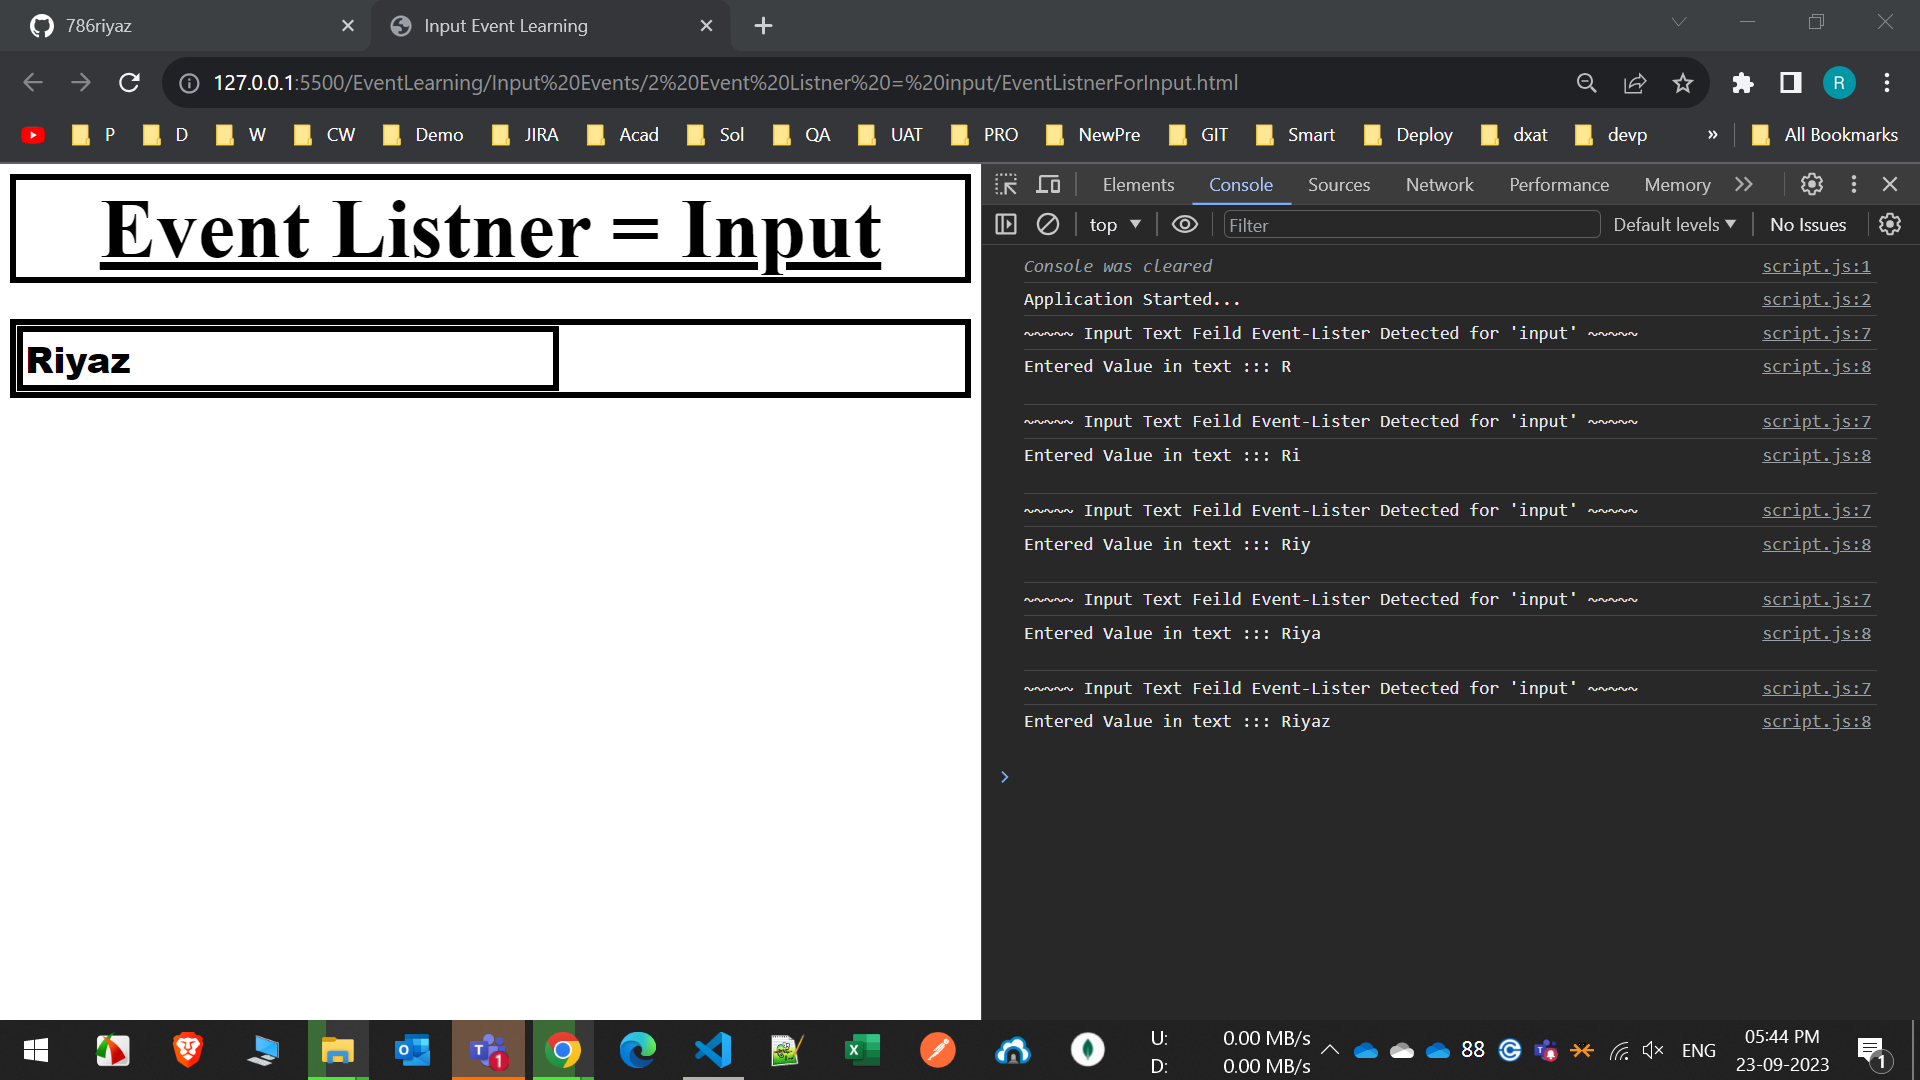 786riyaz
Input Event Learning
127.0.0.1:5500/EventLearning/Input%20Events/2%20Event%20Listner%20=%20input/EventListnerForInput.html
R
P D W CW Demo JIRA Acad Sol QA UAT PRO NewPre GIT Smart Deploy dxat devp » All Bookmarks
Event Listner = Input
Riyaz
Elements Console Sources Network Performance Memory
top Filter Default levels No Issues
Console was cleared script.js:1
Application Started... script.js:2
~~~~~ Input Text Feild Event-Lister Detected for 'input' ~~~~~ script.js:7
Entered Value in text ::: R script.js:8
~~~~~ Input Text Feild Event-Lister Detected for 'input' ~~~~~ script.js:7
Entered Value in text ::: Ri script.js:8
~~~~~ Input Text Feild Event-Lister Detected for 'input' ~~~~~ script.js:7
Entered Value in text ::: Riy script.js:8
~~~~~ Input Text Feild Event-Lister Detected for 'input' ~~~~~ script.js:7
Entered Value in text ::: Riya script.js:8
~~~~~ Input Text Feild Event-Lister Detected for 'input' ~~~~~ script.js:7
Entered Value in text ::: Riyaz script.js:8
U: 0.00 MB/s
D: 0.00 MB/s
88
ENG
05:44 PM
23-09-2023
1
1